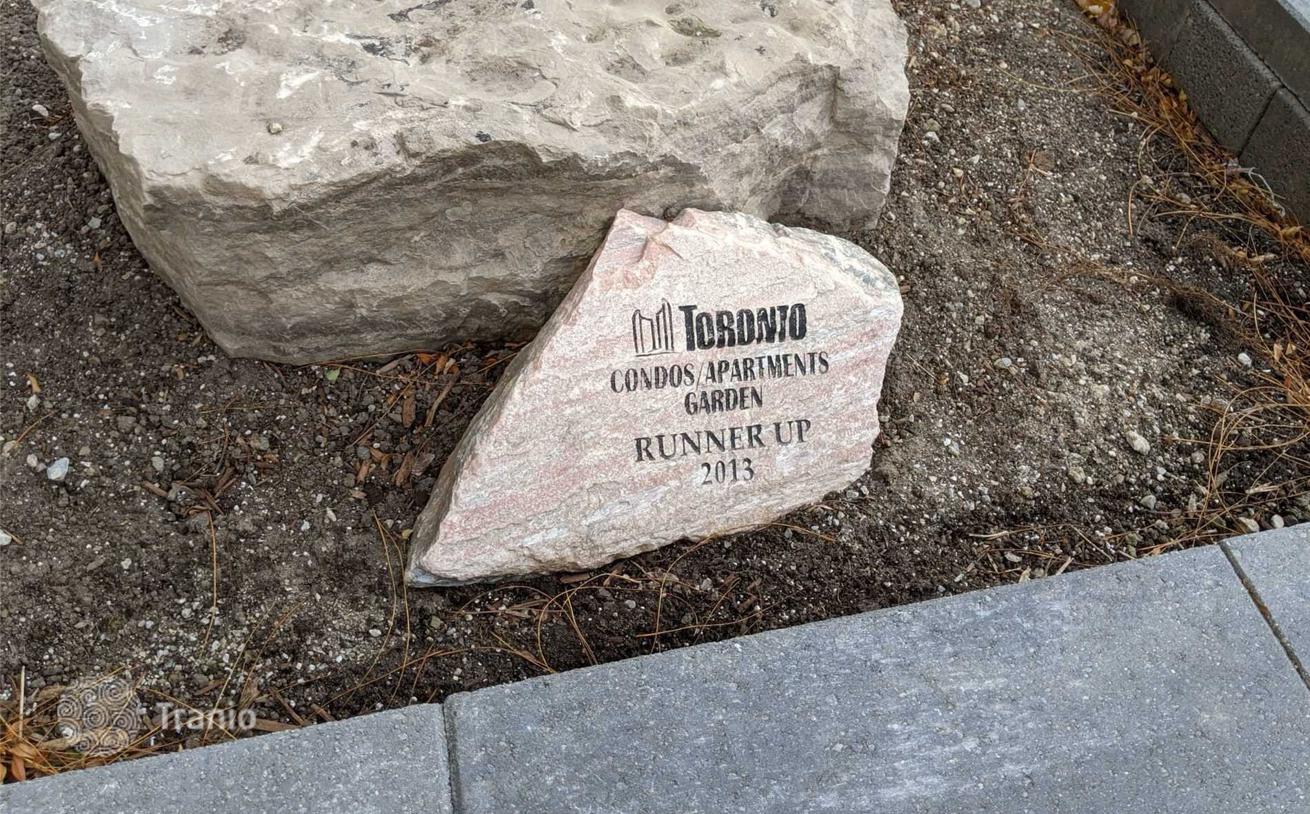 TORONTO
CONDOS/APARTMENTS
GARDEN
RUNNER UP
2013
Tranio